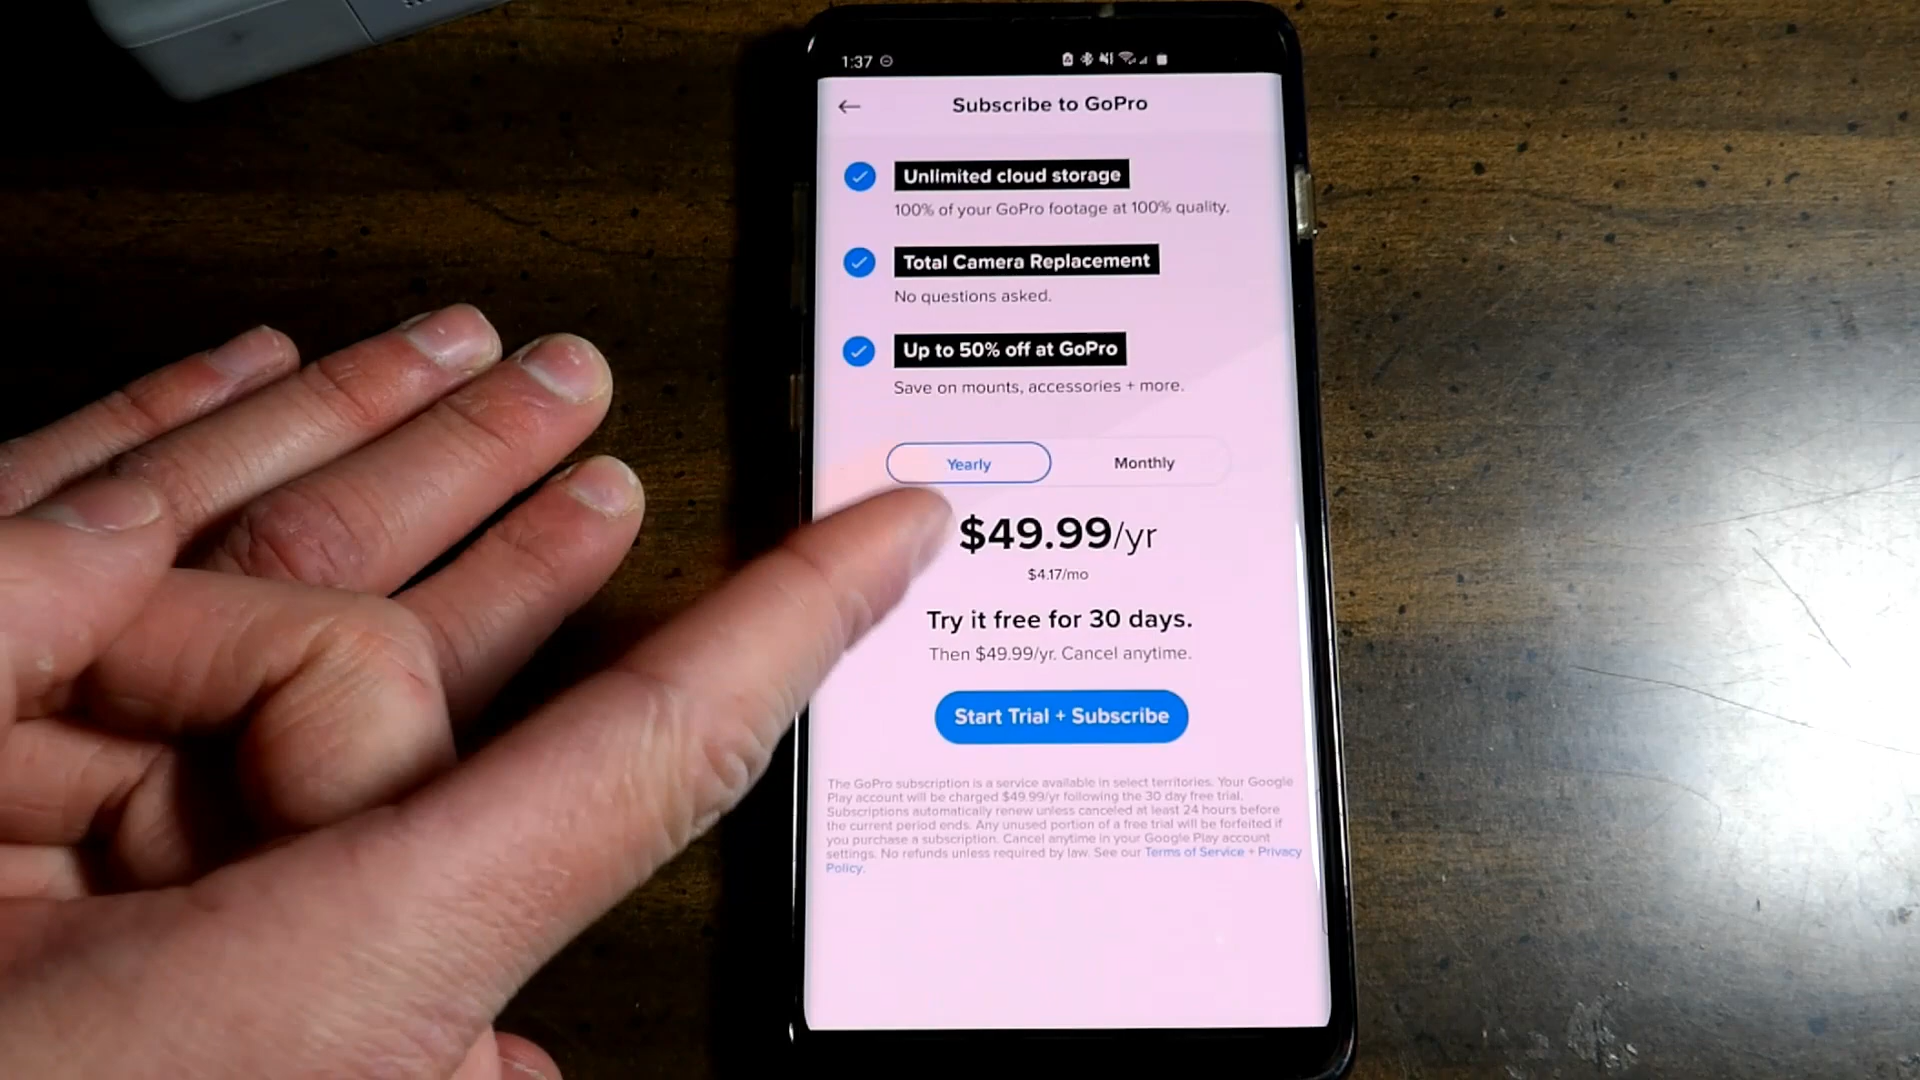 1:37
Subscribe to GoPro
Unlimited cloud storage
100% of your GoPro footage at 100% quality.
Total Camera Replacement
No questions asked.
Up to 50% off at GoPro
Save on mounts, accessories + more.
Yearly Monthly
$49.99/yr
$4.17/mo
Try it free for 30 days.
Then $49.99/yr. Cancel anytime.
Start Trial + Subscribe
The GoPro subscription is a service available in select territories. Your Google
Play account will be charged $49.99/yr following the 30 day free trial.
Subscriptions automatically renew unless canceled at least 24 hours before
the current period ends. Any unused portion of a free trial will be forfeited if
you purchase a subscription. Cancel anytime in your Google Play account
settings. No refunds unless required by law. See our Terms of Service + Privacy
Policy.